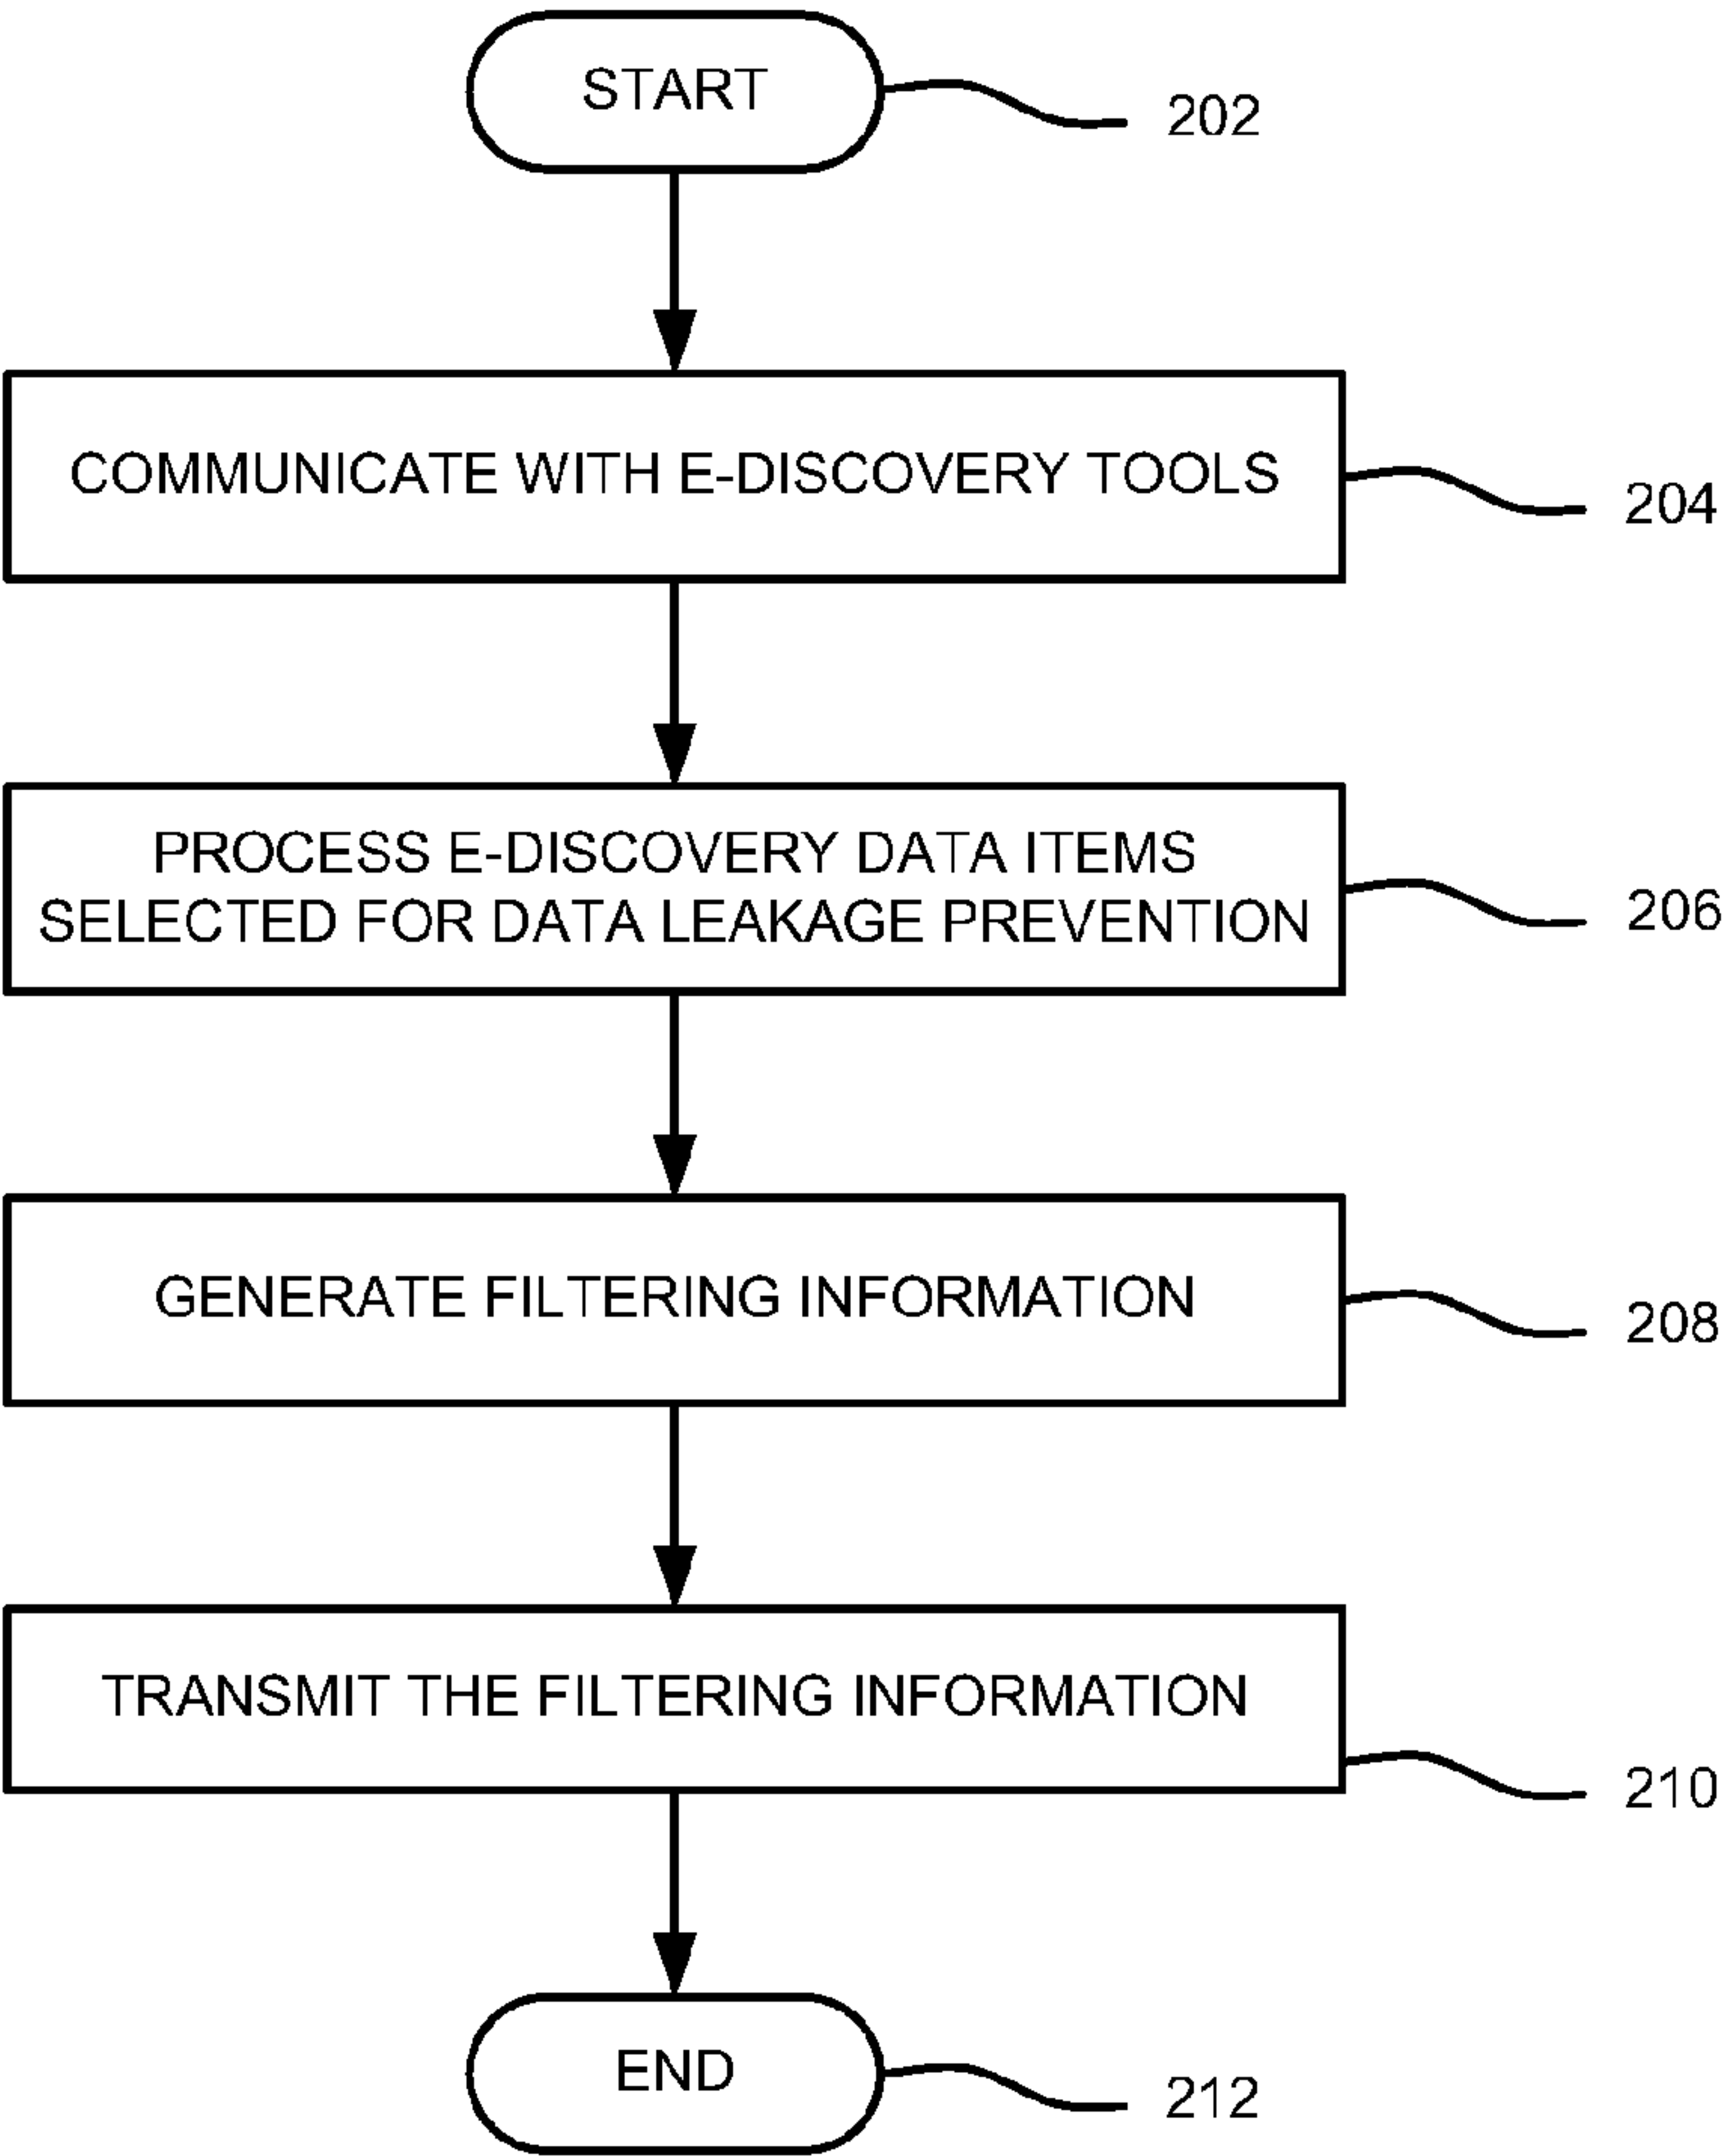 START
202
COMMUNICATE WITH E-DISCOVERY TOOLS
204
PROCESS E-DISCOVERY DATA ITEMS
SELECTED FOR DATA LEAKAGE PREVENTION
206
GENERATE FILTERING INFORMATION
208
TRANSMIT THE FILTERING INFORMATION
210
END
212